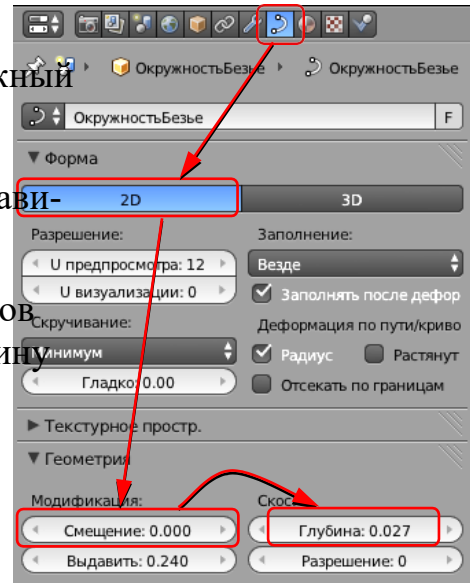 ОкружностьБезье ОкружностьБезье
жный
ОкружностьБезье F
Форма
ави-
2D 3D
Разрешение: Заполнение:
U предпросмотра: 12 Везде
U визуализации: 0 Заполнять после дефор
ов
Скручивание: Деформация по пути/криво
Минимум Радиус Растянут
ину
Гладко: 0.00 Отсекать по границам
Текстурное простр.
Геометрия
Модификация: Скос:
Смещение: 0.000 Глубина: 0.027
Выдавить: 0.240 Разрешение: 0